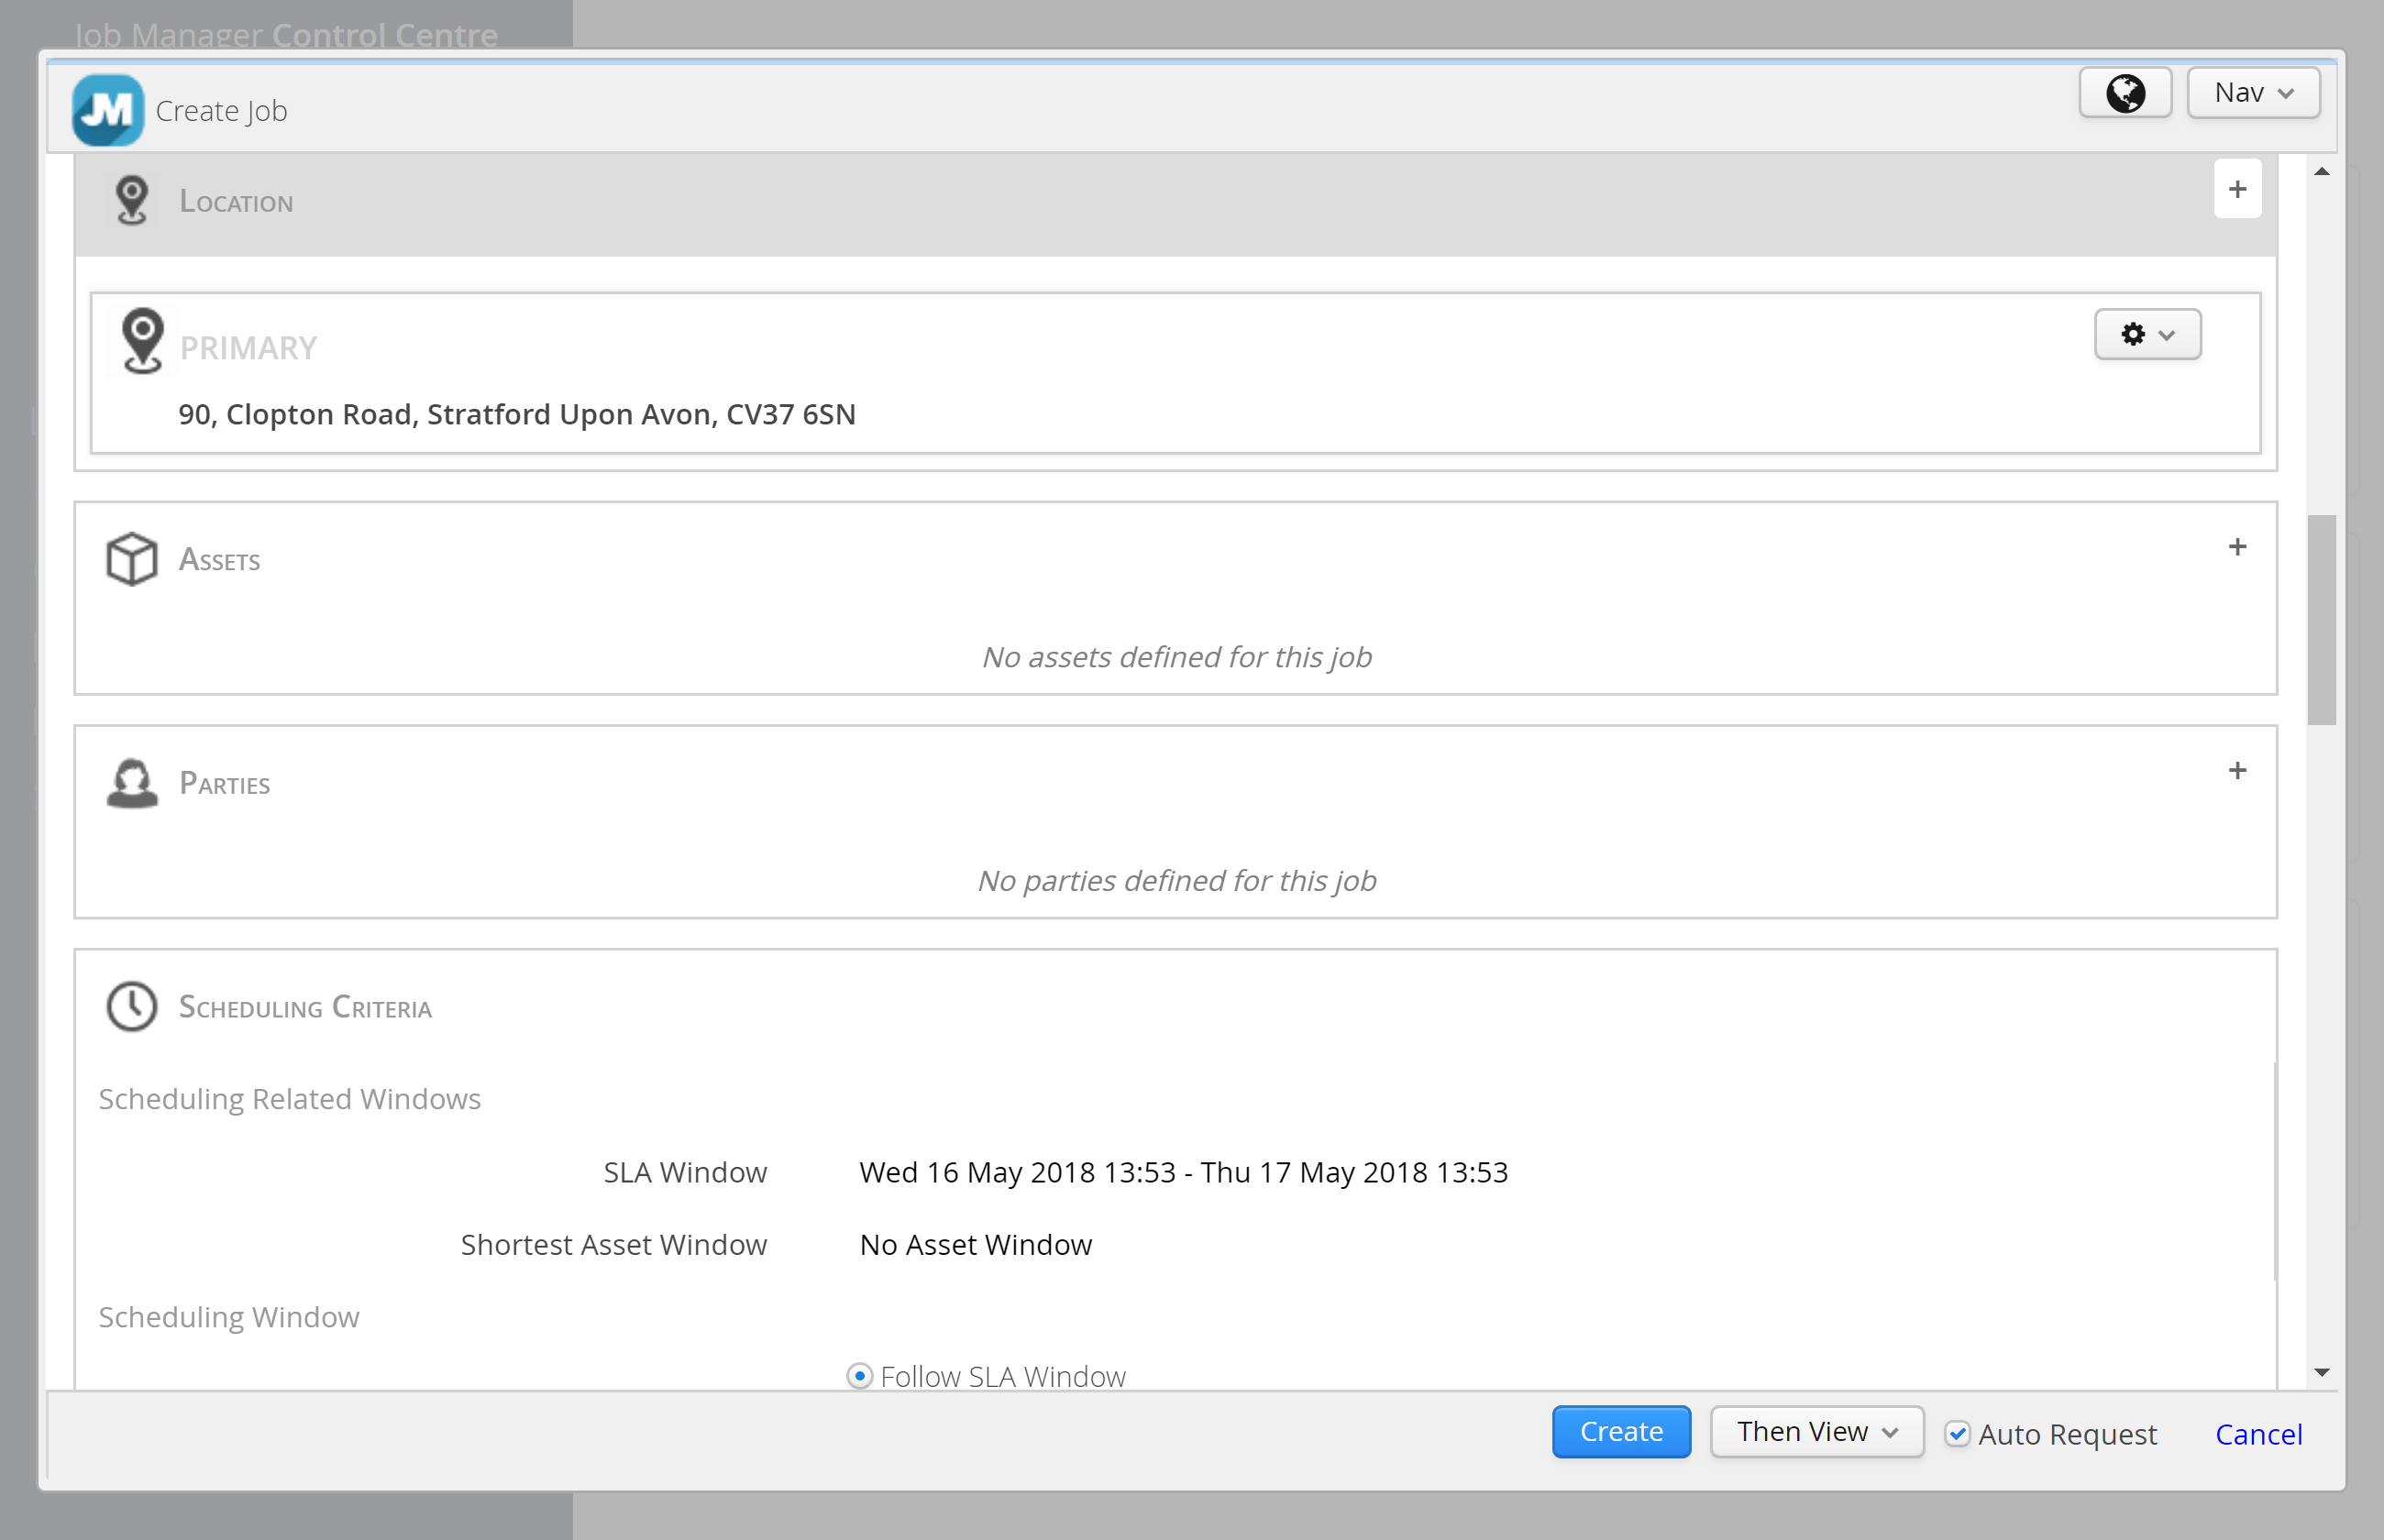 Job Manager Control Centre
JM Create Job
Nav
LOCATION
+
PRIMARY
90, Clopton Road, Stratford Upon Avon, CV37 6SN
ASSETS
+
No assets defined for this job
PARTIES
+
No parties defined for this job
SCHEDULING CRITERIA
Scheduling Related Windows
SLA Window Wed 16 May 2018 13:53 - Thu 17 May 2018 13:53
Shortest Asset Window No Asset Window
Scheduling Window
Follow SLA Window
Create Then View Auto Request Cancel